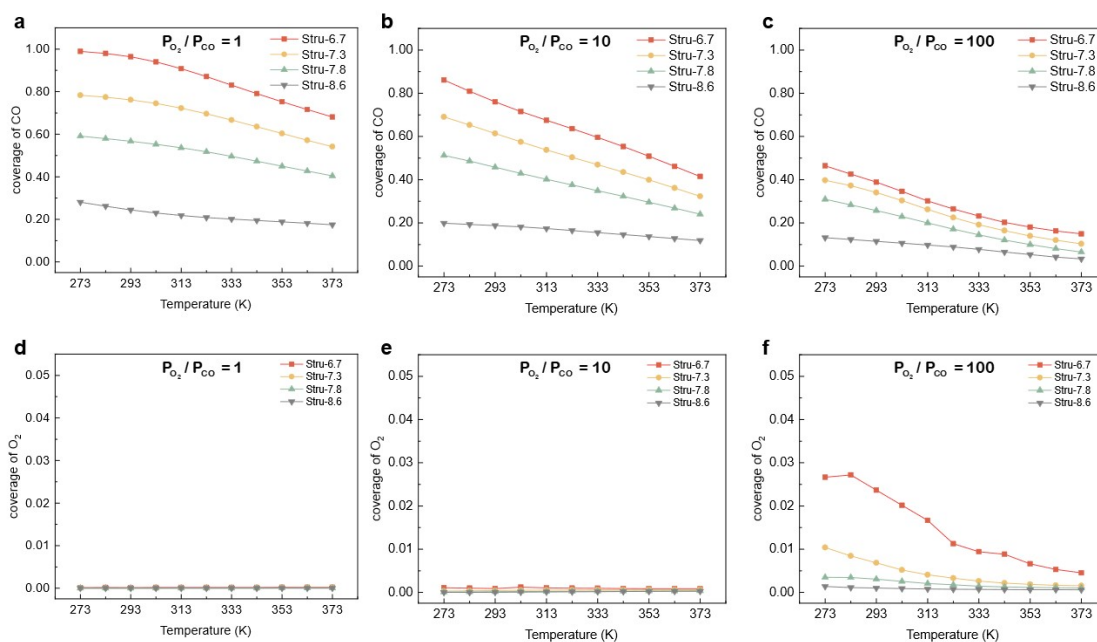 a
P_O₂ / P_CO = 1
Stru-6.7
Stru-7.3
Stru-7.8
Stru-8.6
coverage of CO
1.00
0.80
0.60
0.40
0.20
0.00
273 293 313 333 353 373
Temperature (K)
b
P_O₂ / P_CO = 10
Stru-6.7
Stru-7.3
Stru-7.8
Stru-8.6
coverage of CO
1.00
0.80
0.60
0.40
0.20
0.00
273 293 313 333 353 373
Temperature (K)
c
P_O₂ / P_CO = 100
Stru-6.7
Stru-7.3
Stru-7.8
Stru-8.6
coverage of CO
1.00
0.80
0.60
0.40
0.20
0.00
273 293 313 333 353 373
Temperature (K)
d
P_O₂ / P_CO = 1
Stru-6.7
Stru-7.3
Stru-7.8
Stru-8.6
coverage of O₂
0.05
0.04
0.03
0.02
0.01
0.00
273 293 313 333 353 373
Temperature (K)
e
P_O₂ / P_CO = 10
Stru-6.7
Stru-7.3
Stru-7.8
Stru-8.6
coverage of O₂
0.05
0.04
0.03
0.02
0.01
0.00
273 293 313 333 353 373
Temperature (K)
f
P_O₂ / P_CO = 100
Stru-6.7
Stru-7.3
Stru-7.8
Stru-8.6
coverage of O₂
0.05
0.04
0.03
0.02
0.01
0.00
273 293 313 333 353 373
Temperature (K)